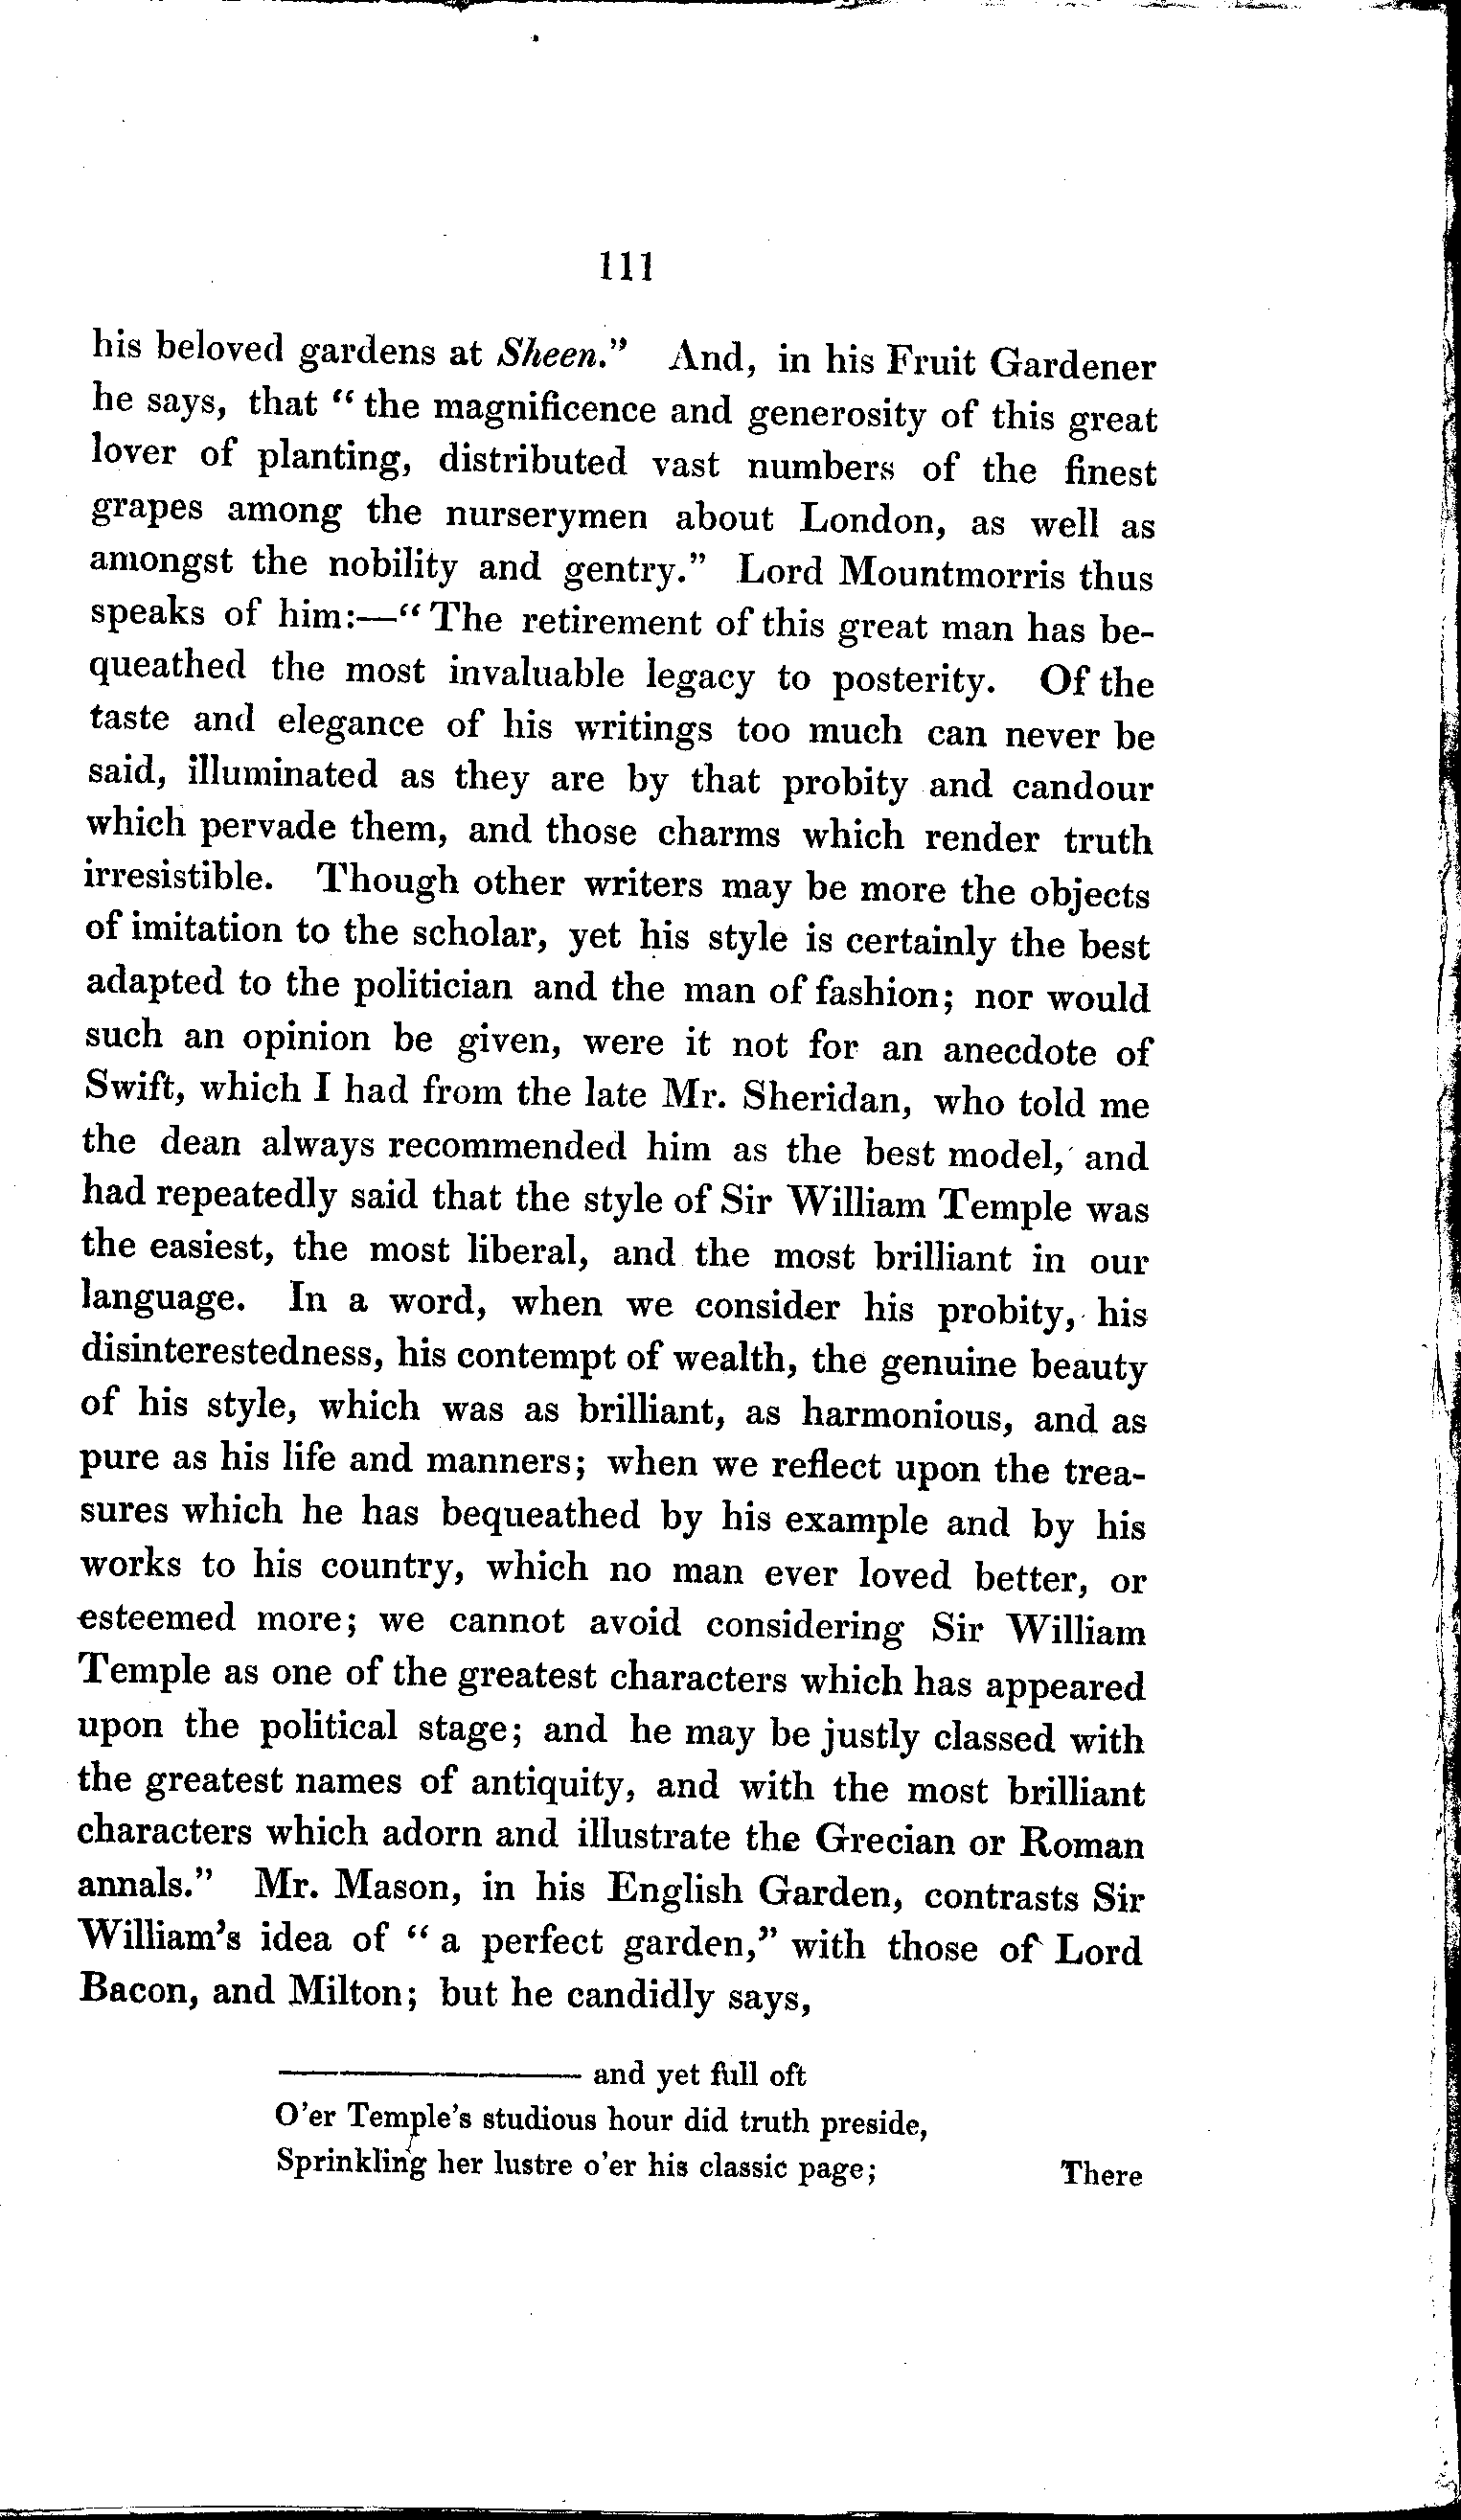 111
his beloved gardens at Sheen." And, in his Fruit Gardener
he says, that "the magnificence and generosity of this great
lover of planting, distributed vast numbers of the finest
grapes among the nurserymen about London, as well as
amongst the nobility and gentry." Lord Mountmorris thus
speaks of him:—"The retirement of this great man has be-
queathed the most invaluable legacy to posterity. Of the
taste and elegance of his writings too much can never be
said, illuminated as they are by that probity and candour
which pervade them, and those charms which render truth
irresistible. Though other writers may be more the objects
of imitation to the scholar, yet his style is certainly the best
adapted to the politician and the man of fashion; nor would
such an opinion be given, were it not for an anecdote of
Swift, which I had from the late Mr. Sheridan, who told me
the dean always recommended him as the best model, and
had repeatedly said that the style of Sir William Temple was
the easiest, the most liberal, and the most brilliant in our
language. In a word, when we consider his probity, his
disinterestedness, his contempt of wealth, the genuine beauty
of his style, which was as brilliant, as harmonious, and as
pure as his life and manners; when we reflect upon the trea-
sures which he has bequeathed by his example and by his
works to his country, which no man ever loved better, or
esteemed more; we cannot avoid considering Sir William
Temple as one of the greatest characters which has appeared
upon the political stage; and he may be justly classed with
the greatest names of antiquity, and with the most brilliant
characters which adorn and illustrate the Grecian or Roman
annals." Mr. Mason, in his English Garden, contrasts Sir
William's idea of "a perfect garden," with those of Lord
Bacon, and Milton; but he candidly says,
——————— and yet full oft
O'er Temple's studious hour did truth preside,
Sprinkling her lustre o'er his classic page; There